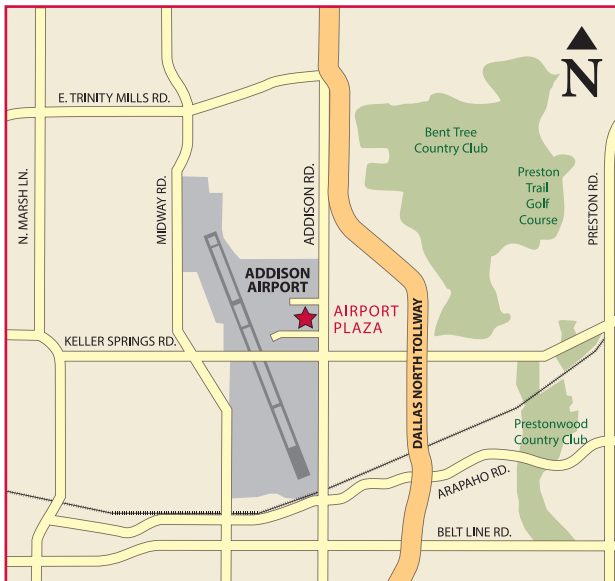 N
E. TRINITY MILLS RD.
Bent Tree
Country Club
Preston
Trail
Golf
Course
N. MARSH LN.
MIDWAY RD.
ADDISON RD.
PRESTON RD.
ADDISON
AIRPORT
AIRPORT
PLAZA
KELLER SPRINGS RD.
DALLAS NORTH TOLLWAY
Prestonwood
Country Club
ARAPAHO RD.
BELT LINE RD.